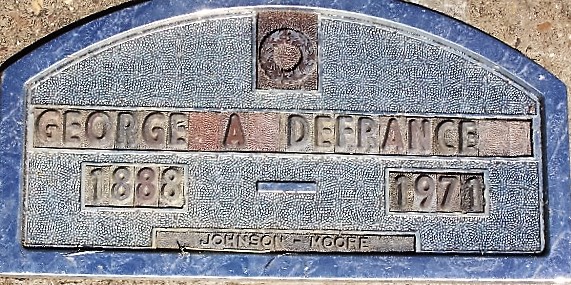 GEORGE A DEFRANCE
1888 - 1971
JOHNSON - MOORE